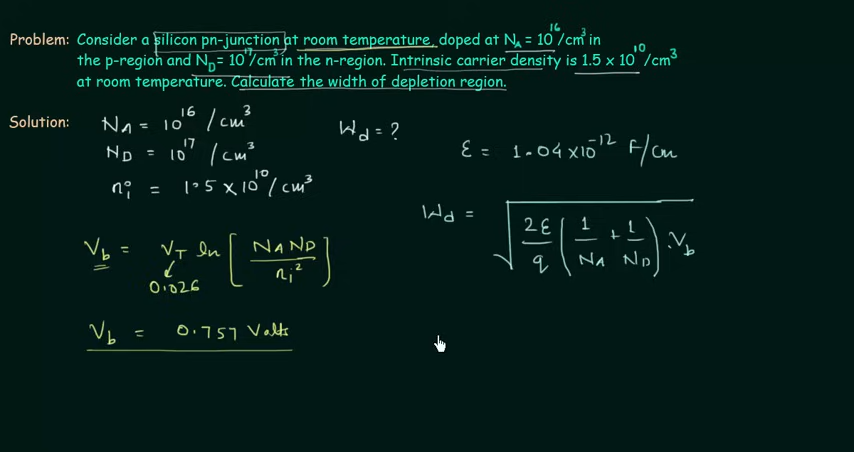 Problem: Consider a silicon pn-junction at room temperature, doped at N_A = 10^16/cm^3 in
the p-region and N_D = 10^17/cm^3 in the n-region. Intrinsic carrier density is 1.5 x 10^10/cm^3
at room temperature. Calculate the width of depletion region.
Solution:
N_A = 10^16 /cm^3
N_D = 10^17 /cm^3
n_i = 1.5 × 10^10 /cm^3
W_d = ?
V_b = V_T ln [ N_A N_D / n_i^2 ]
0.026
V_b = 0.757 Volts
ε = 1.04 × 10^-12 F/cm
W_d = √( 2ε/q ( 1/N_A + 1/N_D ) . V_b )